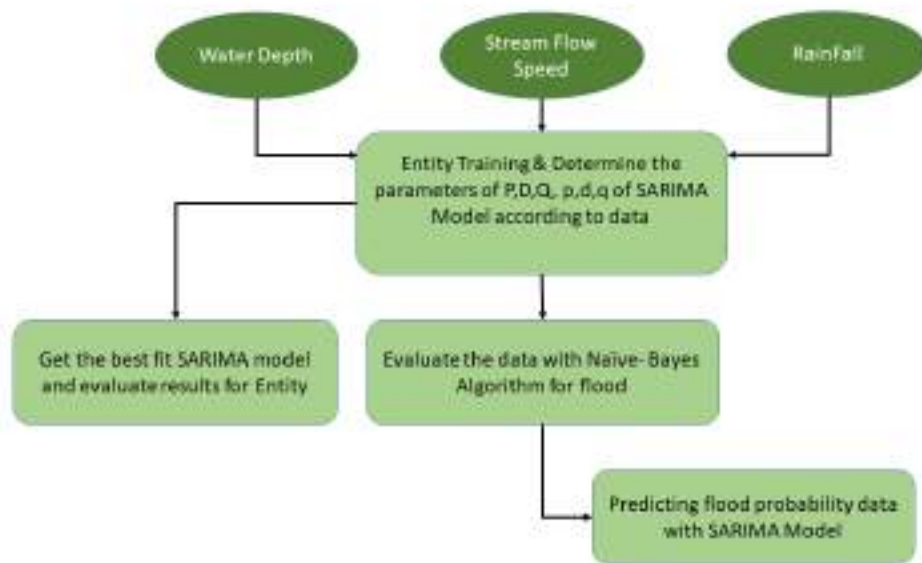 Water Depth
Stream Flow
Speed
RainFall
Entity Training & Determine the
parameters of P,D,Q, p,d,q of SARIMA
Model according to data
Get the best fit SARIMA model
and evaluate results for Entity
Evaluate the data with Naïve- Bayes
Algorithm for flood
Predicting flood probability data
with SARIMA Model